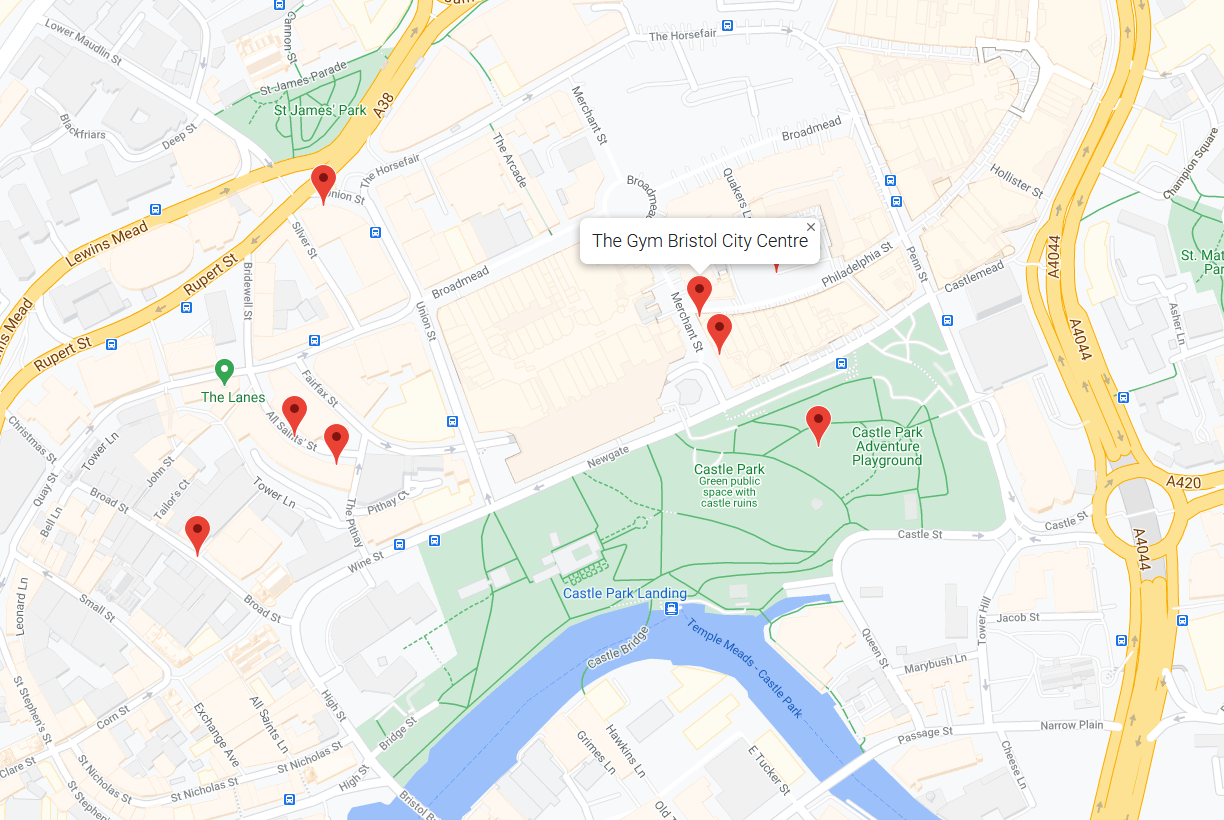 Lower Maudlin St
Cannon St
The Horsefair
St James Parade
St James' Park
A38
Merchant St
Blackfriars
Deep St
The Horsefair
The Arcade
Broadmead
Champion Square
Union St
Quakers
Hollister St
Lewins Mead
Silver St
The Gym Bristol City Centre
Rupert St
Bridewell St
Broadmead
Philadelphia St
Penn St
Castlemead
A4044
St. Mat
Par
Mead
Rupert St
Union St
Merchant St
A4044
Asher Ln
The Lanes
Fairfax St
All Saints' St
Christmas St
Tower Ln
John St
Tailor's Ct
Quay St
Broad St
Bell Ln
Tower Ln
Pithay Ct
The Pithay
Newgate
Castle Park
Green public
space with
castle ruins
Castle Park
Adventure
Playground
A420
Castle St
Castle St
A4044
Wine St
Leonard Ln
Small St
Broad St
Castle Park Landing
Castle Bridge
Temple Meads - Castle Park
Queen St
Tower Hill
Jacob St
Marybush Ln
St Stephen's St
Corn St
Exchange Ave
All Saints Ln
High St
Bridge St
Grimes Ln
Hawkins Ln
E Tucker St
Passage St
Narrow Plain
Cheese Ln
Clare St
St Nicholas St
St Nicholas St
St Nicholas St
High St
St Stephen
Bristol B
Old